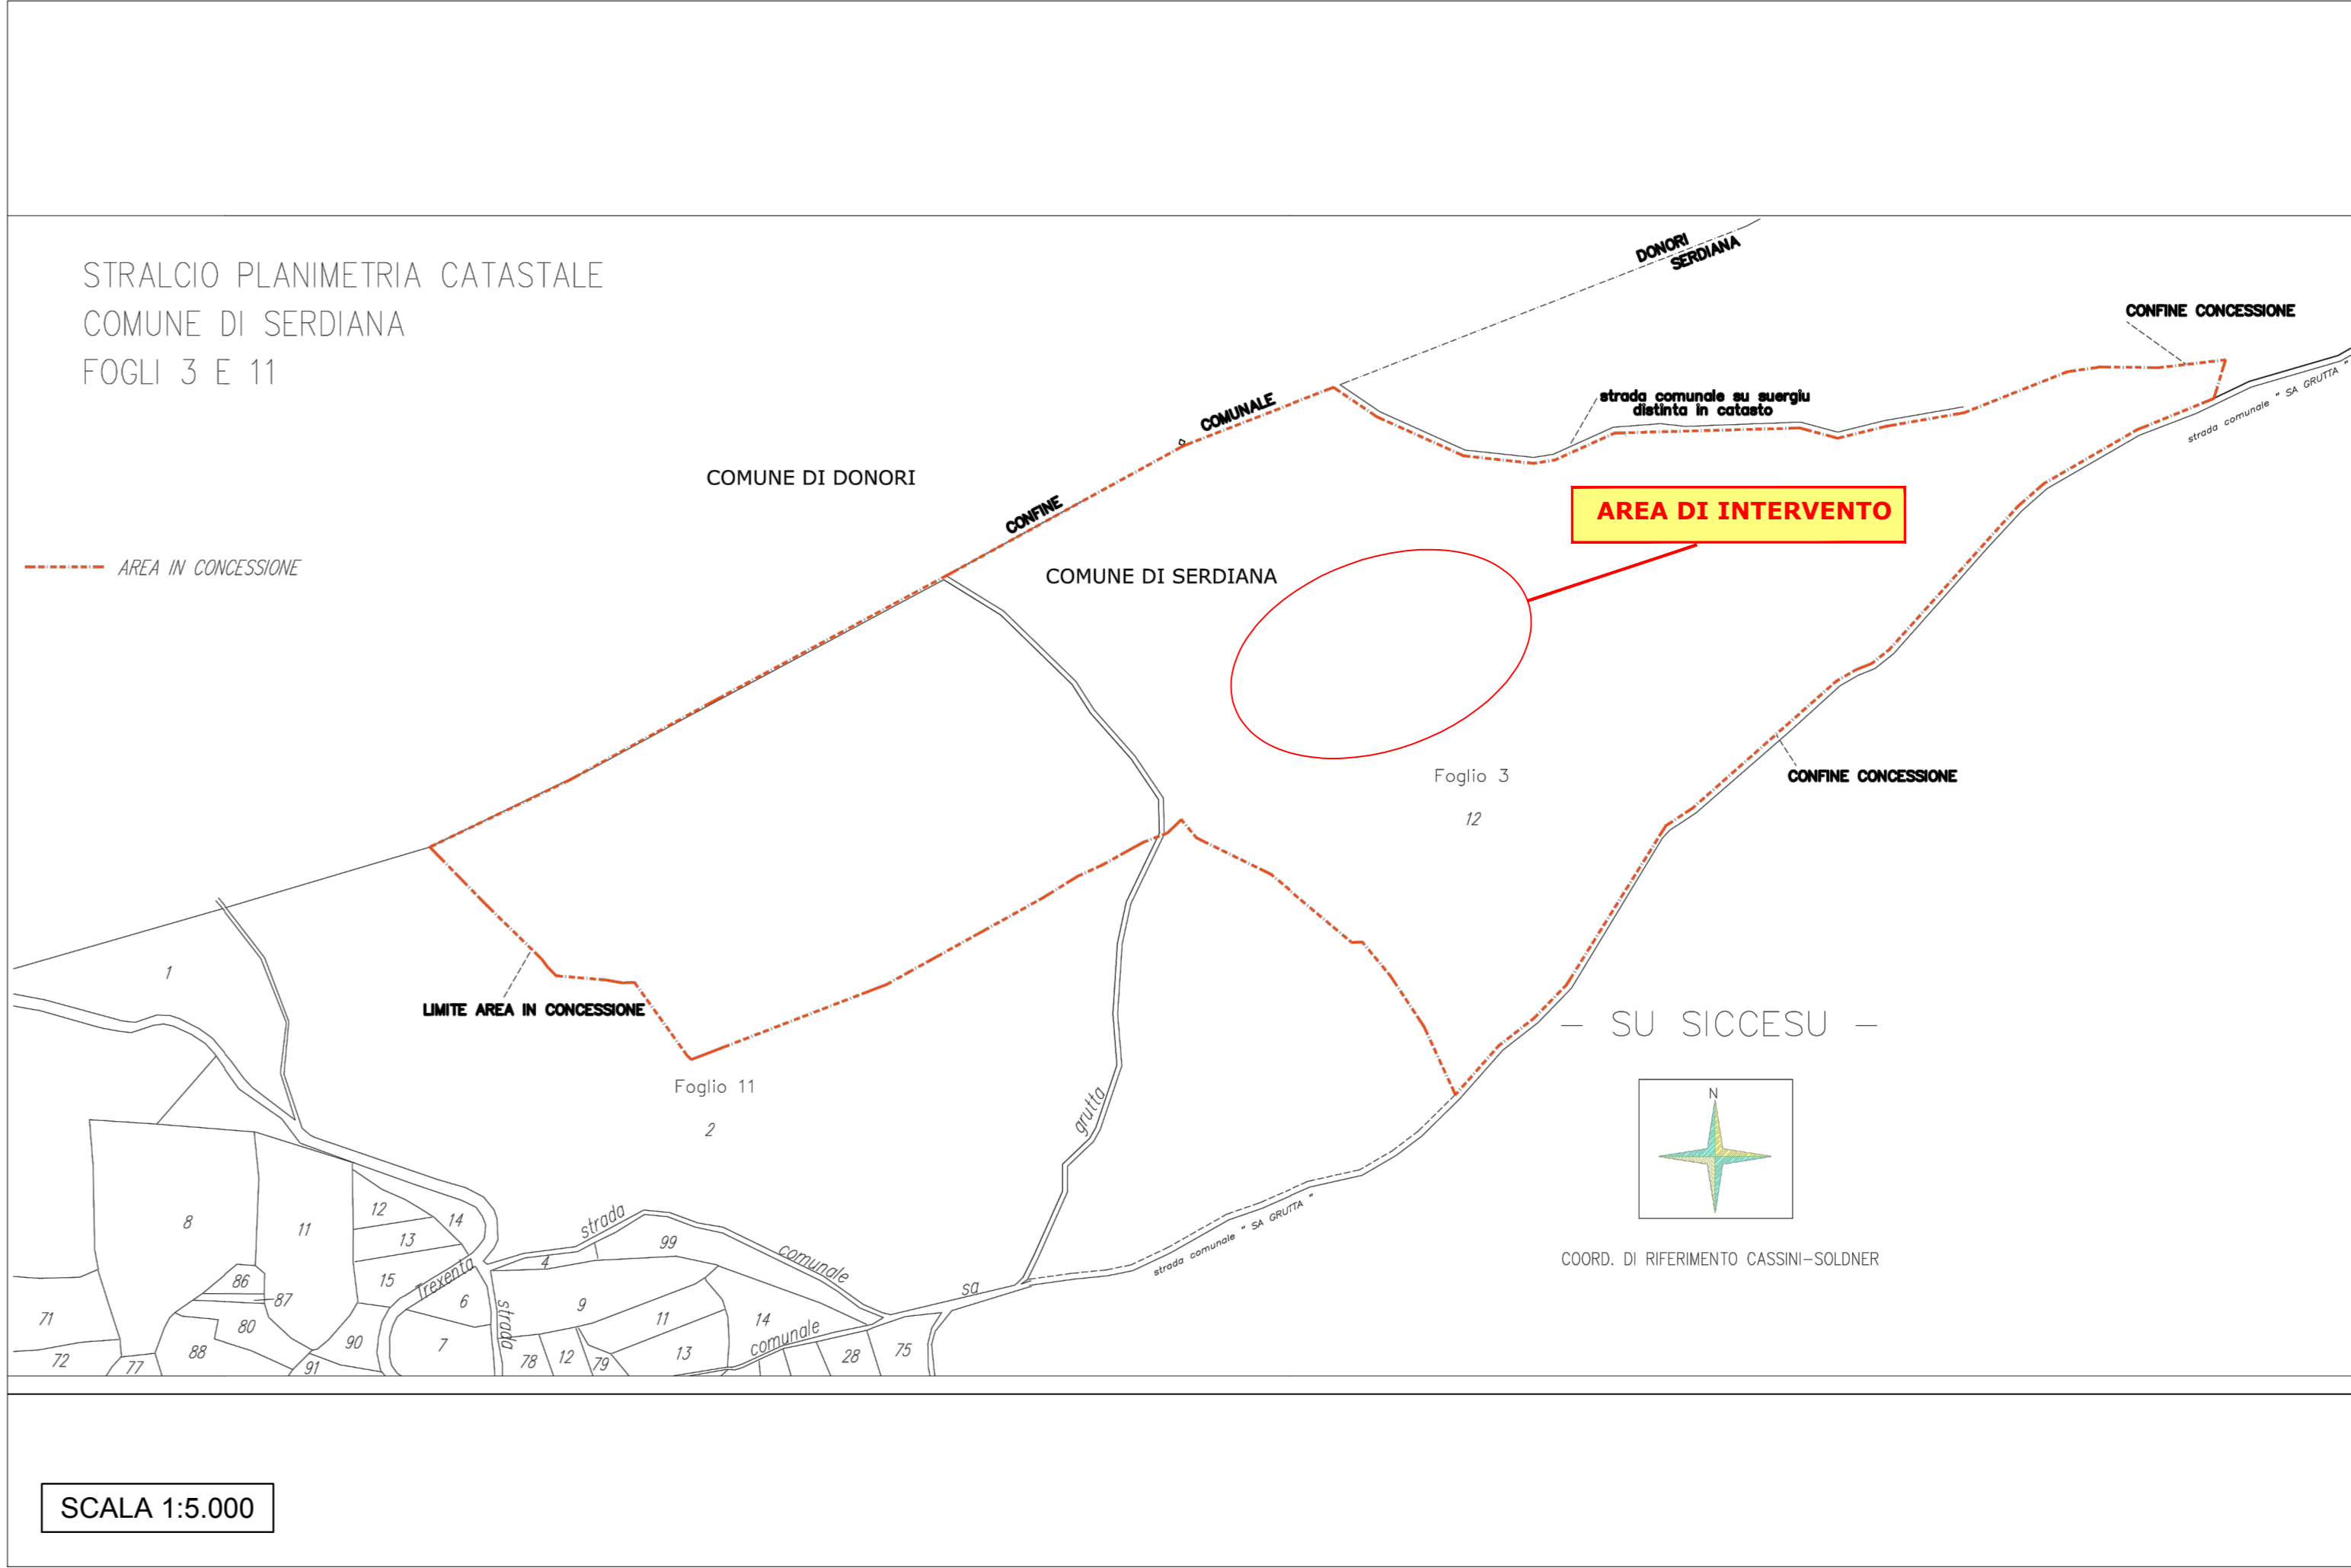 STRALCIO PLANIMETRIA CATASTALE
COMUNE DI SERDIANA
FOGLI 3 E 11
DONORI
SERDIANA
CONFINE CONCESSIONE
strada comunale " SA GRUTTA "
strada comunale su suergiu
distinta in catasto
COMUNALE
COMUNE DI DONORI
CONFINE
AREA DI INTERVENTO
AREA IN CONCESSIONE
COMUNE DI SERDIANA
Foglio 3
12
CONFINE CONCESSIONE
1
LIMITE AREA IN CONCESSIONE
— SU SICCESU —
Foglio 11
2
grutta
N
COORD. DI RIFERIMENTO CASSINI-SOLDNER
strada comunale " SA GRUTTA "
8
11
12
14
13
15
86
87
80
88
90
91
71
72
77
Trexenta
6
7
strada
strada
comunale
sa
4
99
9
11
14
13
comunale
78
12
79
28
75
SCALA 1:5.000